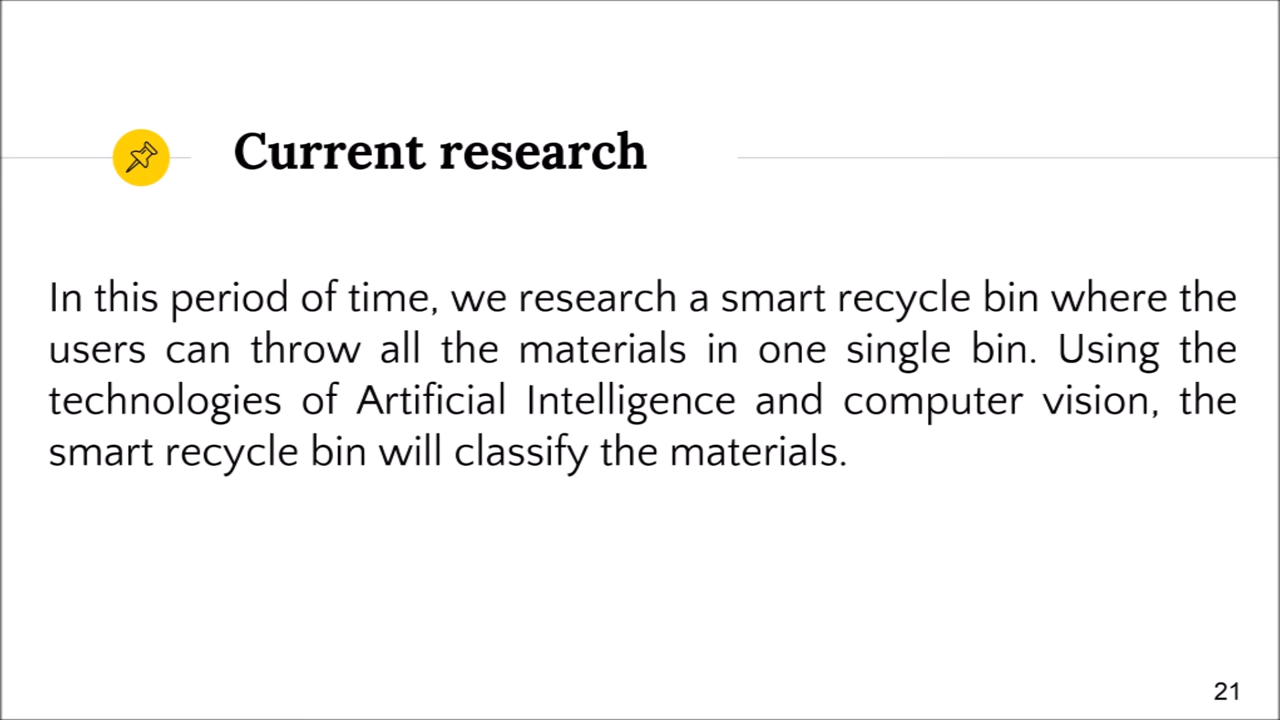 Current research
In this period of time, we research a smart recycle bin where the
users can throw all the materials in one single bin. Using the
technologies of Artificial Intelligence and computer vision, the
smart recycle bin will classify the materials.
21